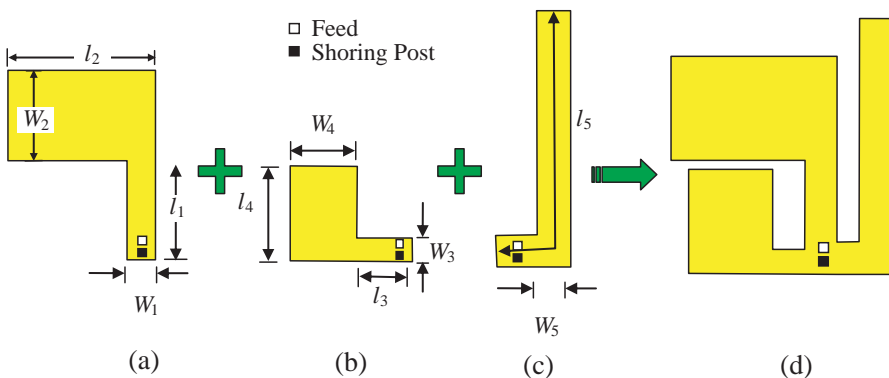 Feed
Shoring Post
l2
W2
l1
W1
(a)
W4
l4
W3
l3
(b)
l5
W5
(c)
(d)